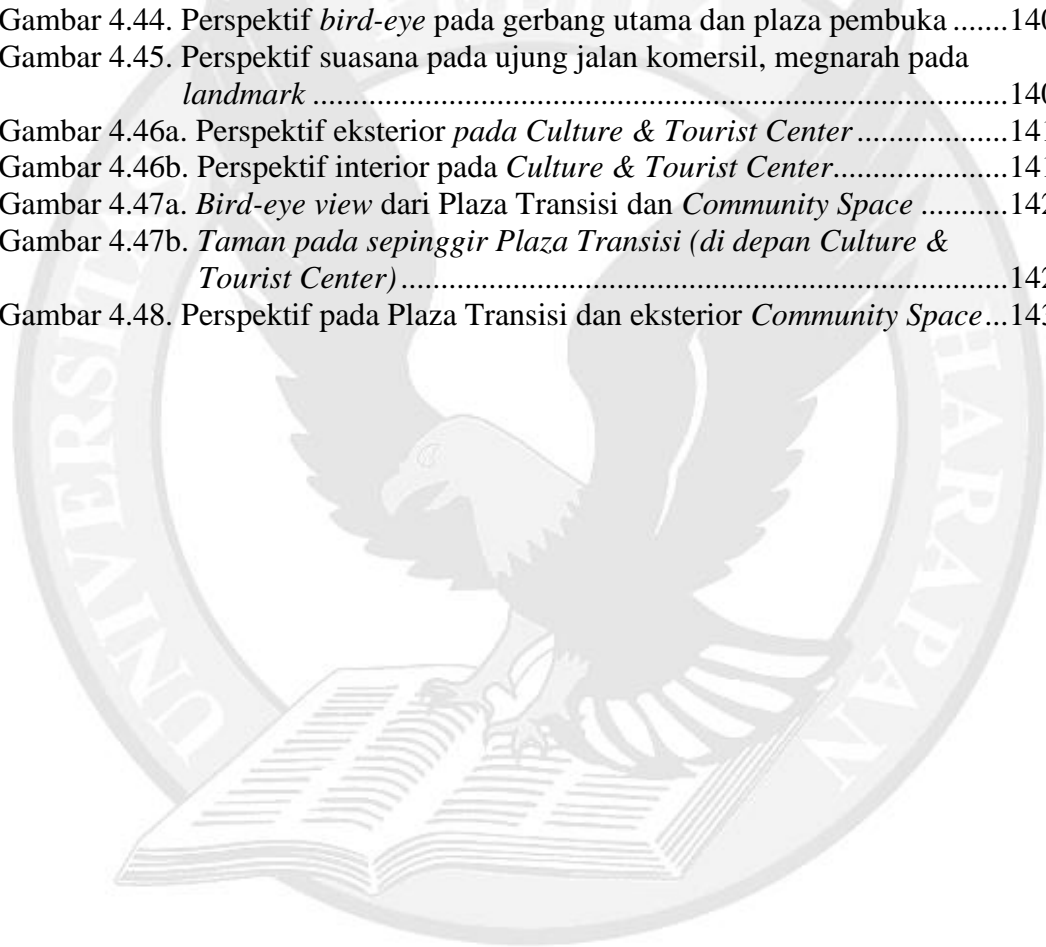 Gambar 4.44. Perspektif bird-eye pada gerbang utama dan plaza pembuka .......140
Gambar 4.45. Perspektif suasana pada ujung jalan komersil, megnarah pada
landmark ..........................................................................................140
Gambar 4.46a. Perspektif eksterior pada Culture & Tourist Center ...................141
Gambar 4.46b. Perspektif interior pada Culture & Tourist Center......................141
Gambar 4.47a. Bird-eye view dari Plaza Transisi dan Community Space ...........142
Gambar 4.47b. Taman pada sepinggir Plaza Transisi (di depan Culture &
Tourist Center) ...............................................................................142
Gambar 4.48. Perspektif pada Plaza Transisi dan eksterior Community Space...143
UNIVERSITAS
HARAPAN